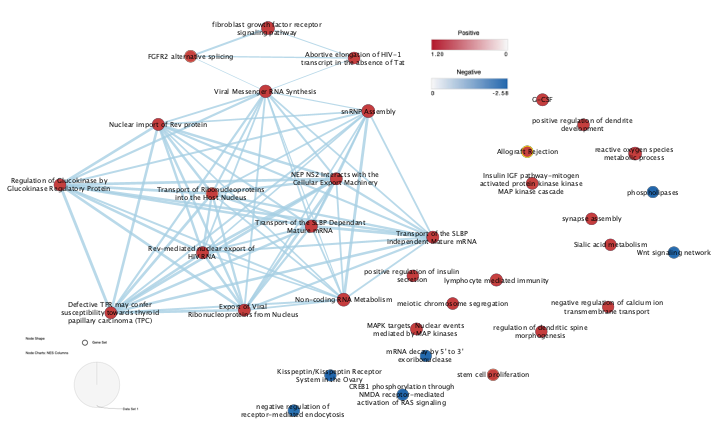 fibroblast growth factor receptor
signaling pathway
Positive
1.20
0
FGFR2 alternative splicing
Abortive elongation of HIV-1
transcript in the absence of Tat
Negative
0
-2.58
Viral Messenger RNA Synthesis
G-CSF
snRNP Assembly
Nuclear import of Rev protein
positive regulation of dendrite
development
Allograft Rejection
reactive oxygen species
metabolic process
Regulation of Glucokinase by
Glucokinase Regulatory Protein
NEP NS2 Interacts with the
Cellular Export Machinery
Insulin IGF pathway-mitogen
activated protein kinase kinase
MAP kinase cascade
phospholipases
Transport of Ribonucleoproteins
into the Host Nucleus
Transport of the SLBP Dependant
Mature mRNA
synapse assembly
Transport of the SLBP
independent Mature mRNA
Sialic acid metabolism
Wnt signaling network
Rev-mediated nuclear export of
HIV RNA
positive regulation of insulin
secretion
lymphocyte mediated immunity
Defective TPR may confer
susceptibility towards thyroid
papillary carcinoma (TPC)
Export of Viral
Ribonucleoproteins from Nucleus
Non-coding RNA Metabolism
meiotic chromosome segregation
negative regulation of calcium ion
transmembrane transport
MAPK targets Nuclear events
mediated by MAP kinases
regulation of dendritic spine
morphogenesis
Node Shape
Gene Set
Node Charts: NES Columns
mRNA decay by 5' to 3'
exoribonuclease
Kisspeptin/Kisspeptin Receptor
System in the Ovary
stem cell proliferation
CREB1 phosphorylation through
NMDA receptor-mediated
activation of RAS signaling
Data Set 1
negative regulation of
receptor-mediated endocytosis